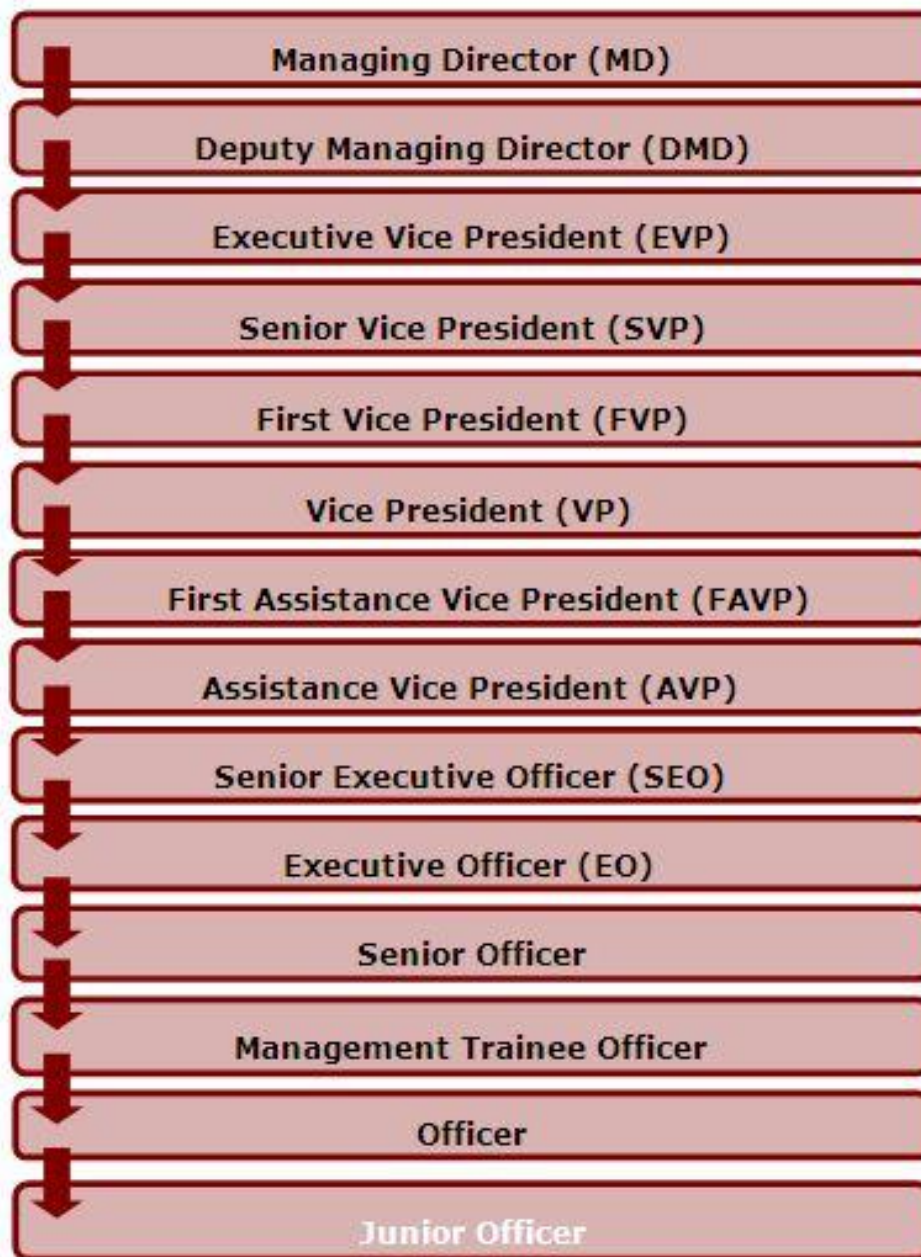 Managing Director (MD)
Deputy Managing Director (DMD)
Executive Vice President (EVP)
Senior Vice President (SVP)
First Vice President (FVP)
Vice President (VP)
First Assistance Vice President (FAVP)
Assistance Vice President (AVP)
Senior Executive Officer (SEO)
Executive Officer (EO)
Senior Officer
Management Trainee Officer
Officer
Junior Officer